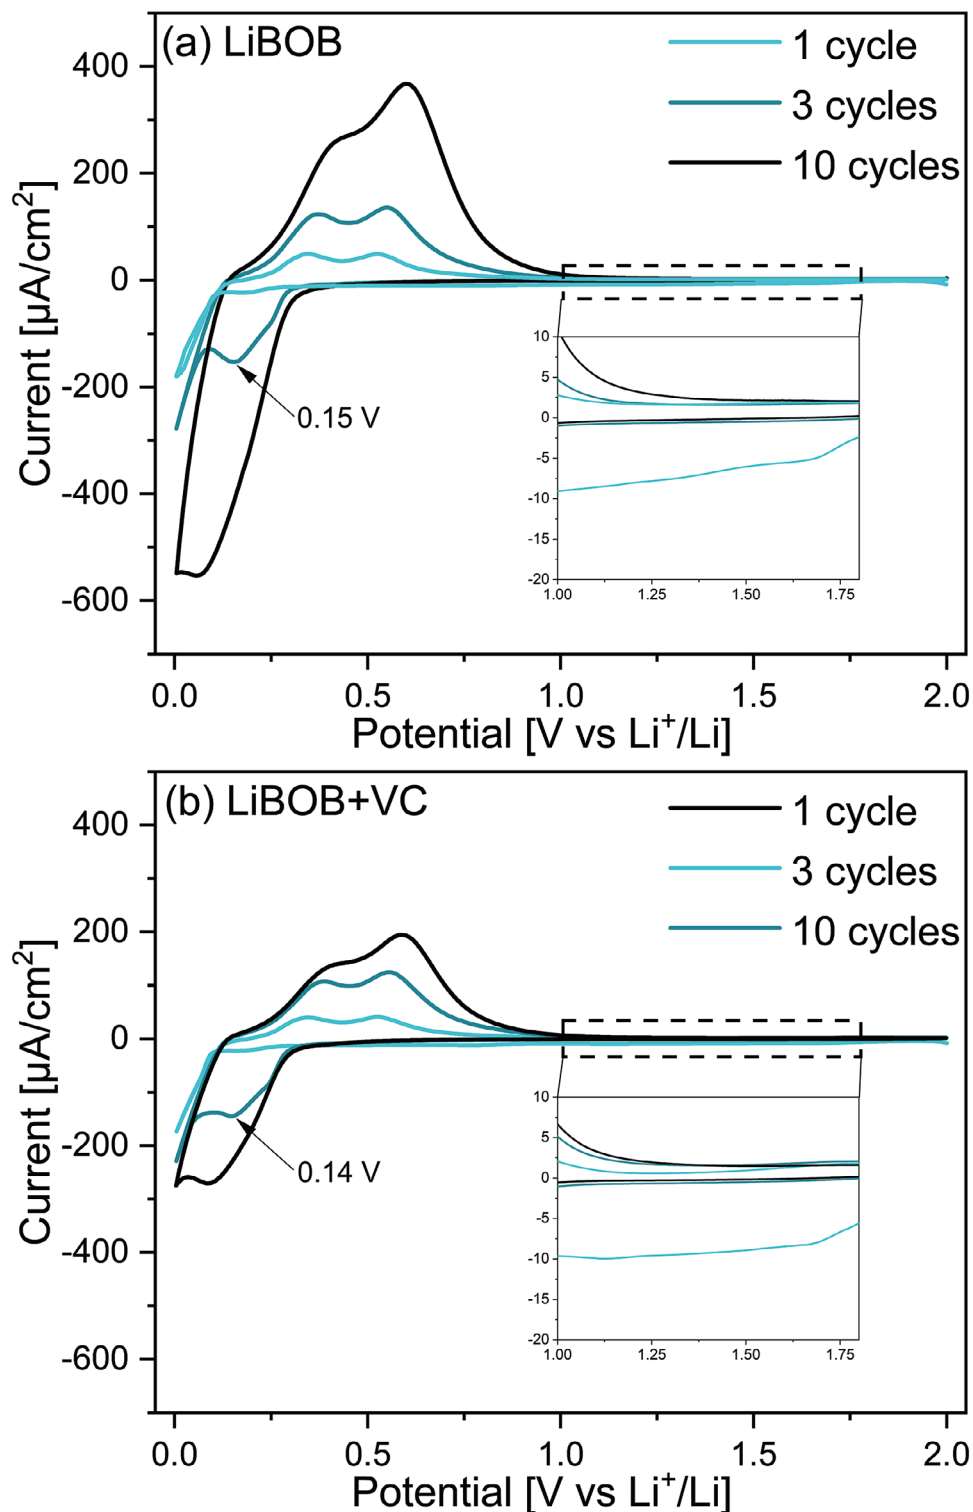 (a) LiBOB
1 cycle
3 cycles
10 cycles
400
200
0
-200
-400
-600
Current [µA/cm²]
0.15 V
10
5
0
-5
-10
-15
-20
1.00 1.25 1.50 1.75
0.0 0.5 1.0 1.5 2.0
Potential [V vs Li⁺/Li]
(b) LiBOB+VC
1 cycle
3 cycles
10 cycles
400
200
0
-200
-400
-600
Current [µA/cm²]
0.14 V
10
5
0
-5
-10
-15
-20
1.00 1.25 1.50 1.75
0.0 0.5 1.0 1.5 2.0
Potential [V vs Li⁺/Li]